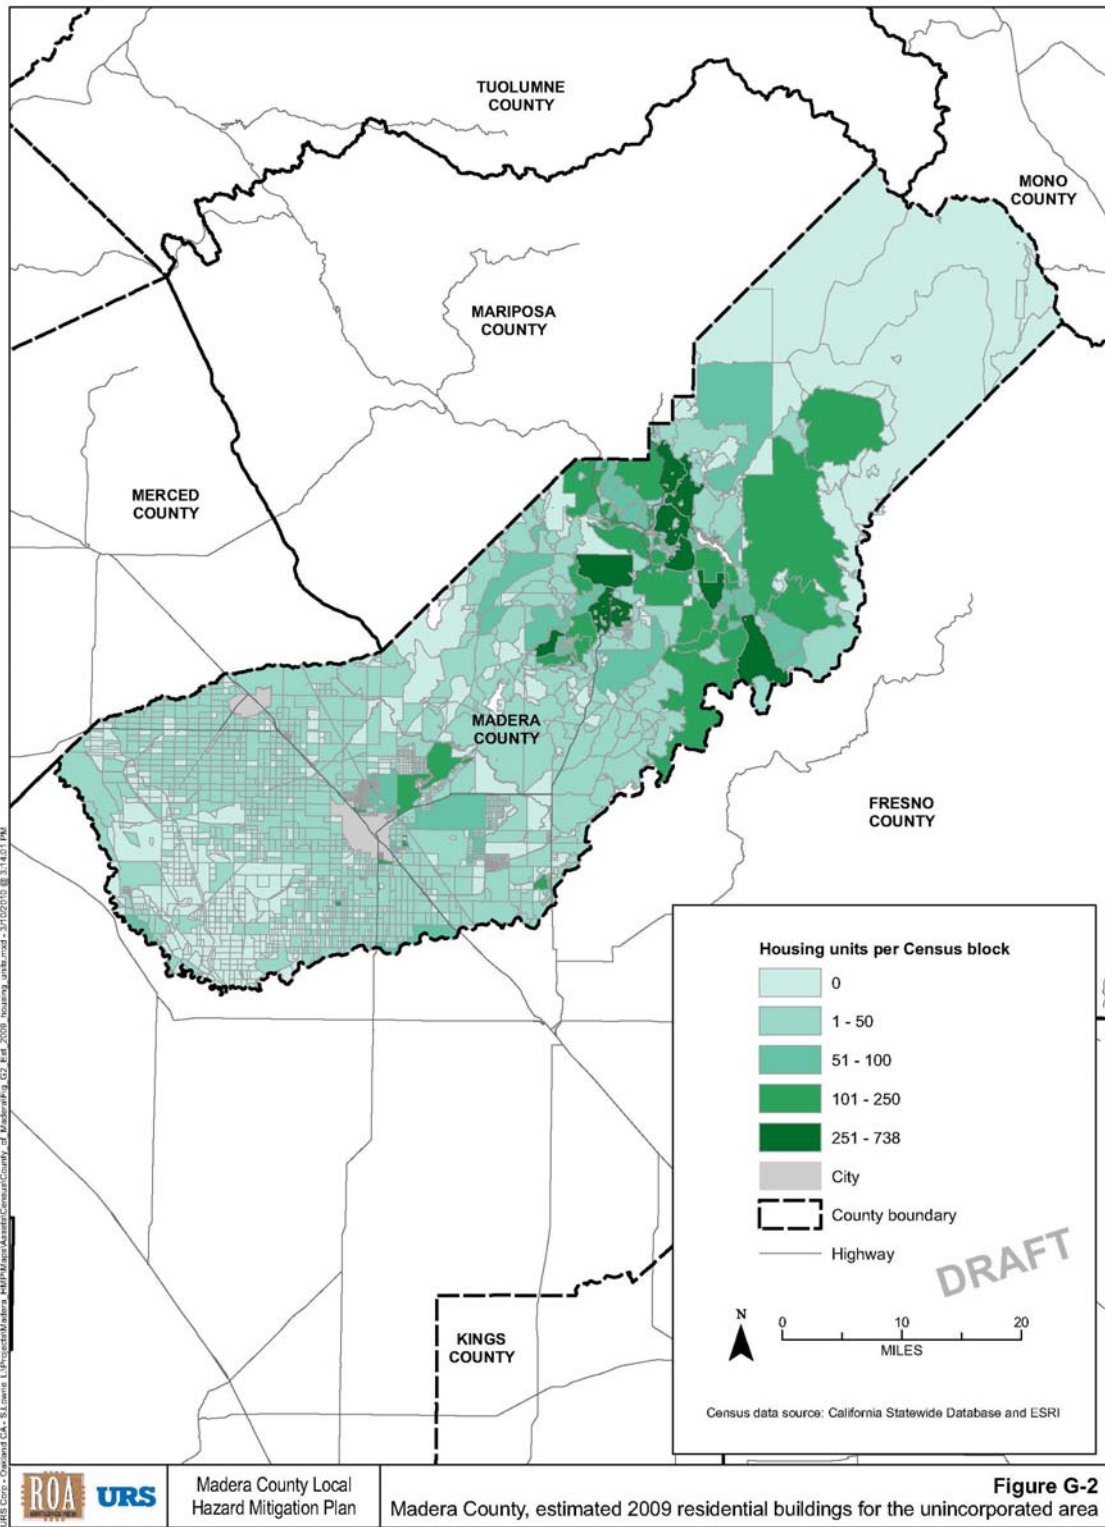 TUOLUMNE
COUNTY
MONO
COUNTY
MARIPOSA
COUNTY
MERCED
COUNTY
MADERA
COUNTY
FRESNO
COUNTY
Housing units per Census block
0
1 - 50
51 - 100
101 - 250
251 - 738
City
County boundary
Highway
DRAFT
N
0 10 20
MILES
Census data source: California Statewide Database and ESRI
KINGS
COUNTY
ROA
URS
Madera County Local
Hazard Mitigation Plan
Figure G-2
Madera County, estimated 2009 residential buildings for the unincorporated area